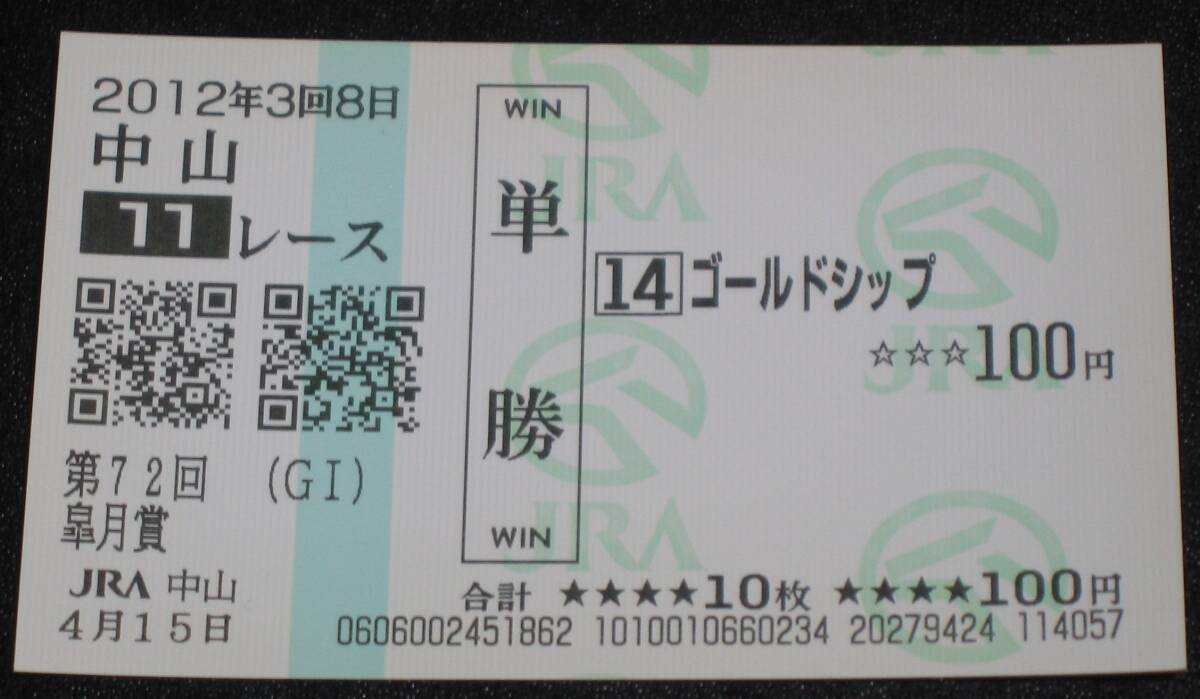 2012年3回8日
中山
11レース
第72回 (GI)
皐月賞
JRA 中山
4月15日
WIN
単勝
WIN
14 ゴールドシップ
☆☆☆100円
合計 ★★★★10枚 ★★★★100円
0606002451862 1010010660234 20279424 114057
JRA
JRA
JRA